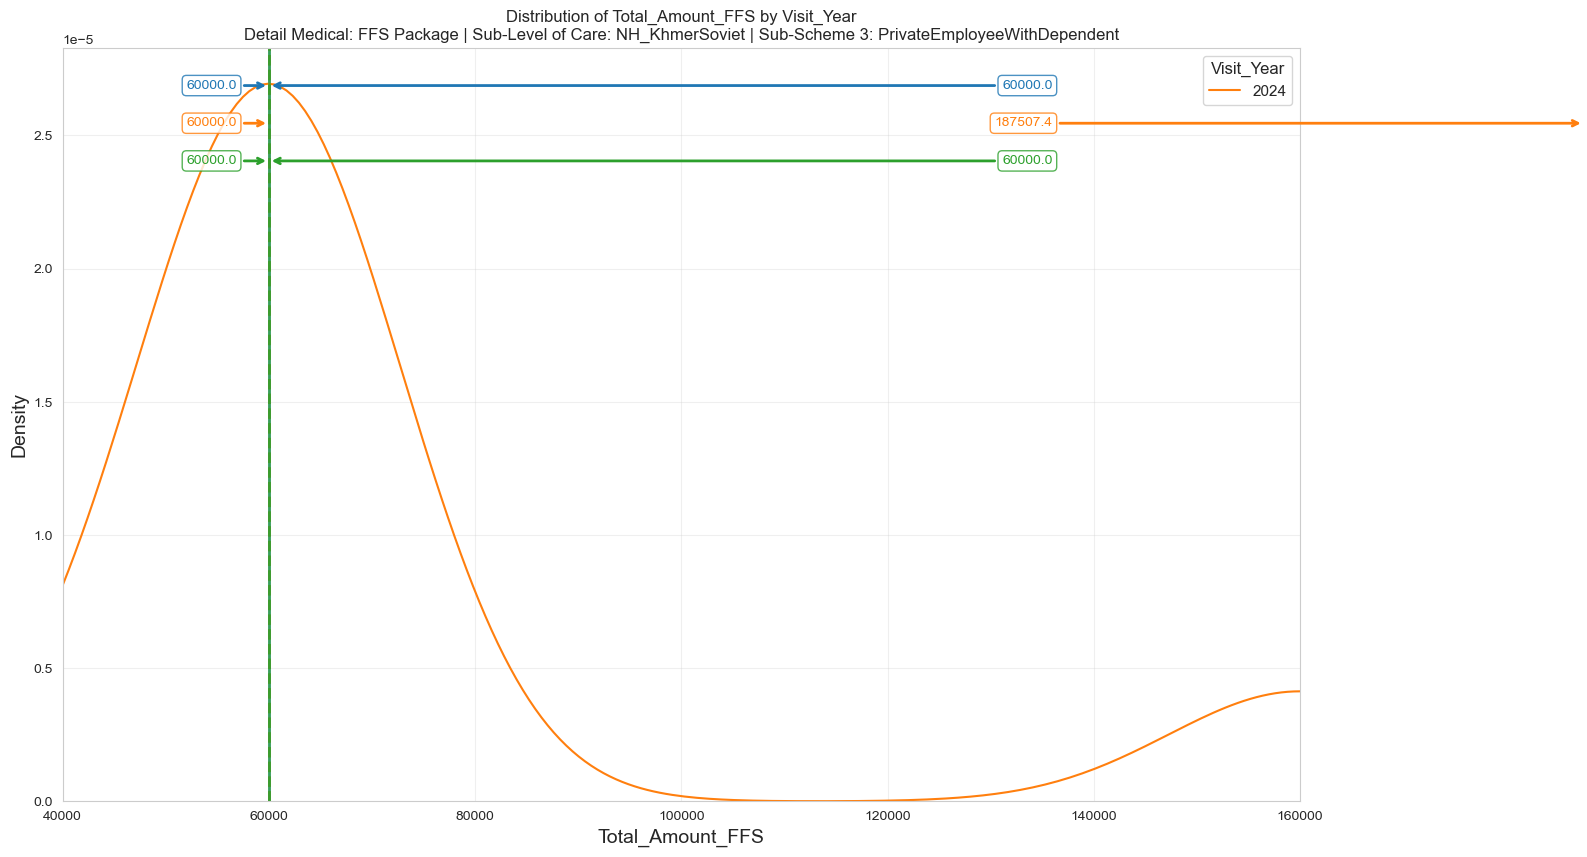 Distribution of Total_Amount_FFS by Visit_Year
Detail Medical: FFS Package | Sub-Level of Care: NH_KhmerSoviet | Sub-Scheme 3: PrivateEmployeeWithDependent
1e−5
Visit_Year
2024
60000.0 60000.0
60000.0 187507.4
60000.0 60000.0
2.5
2.0
1.5
1.0
0.5
0.0
Density
40000 60000 80000 100000 120000 140000 160000
Total_Amount_FFS